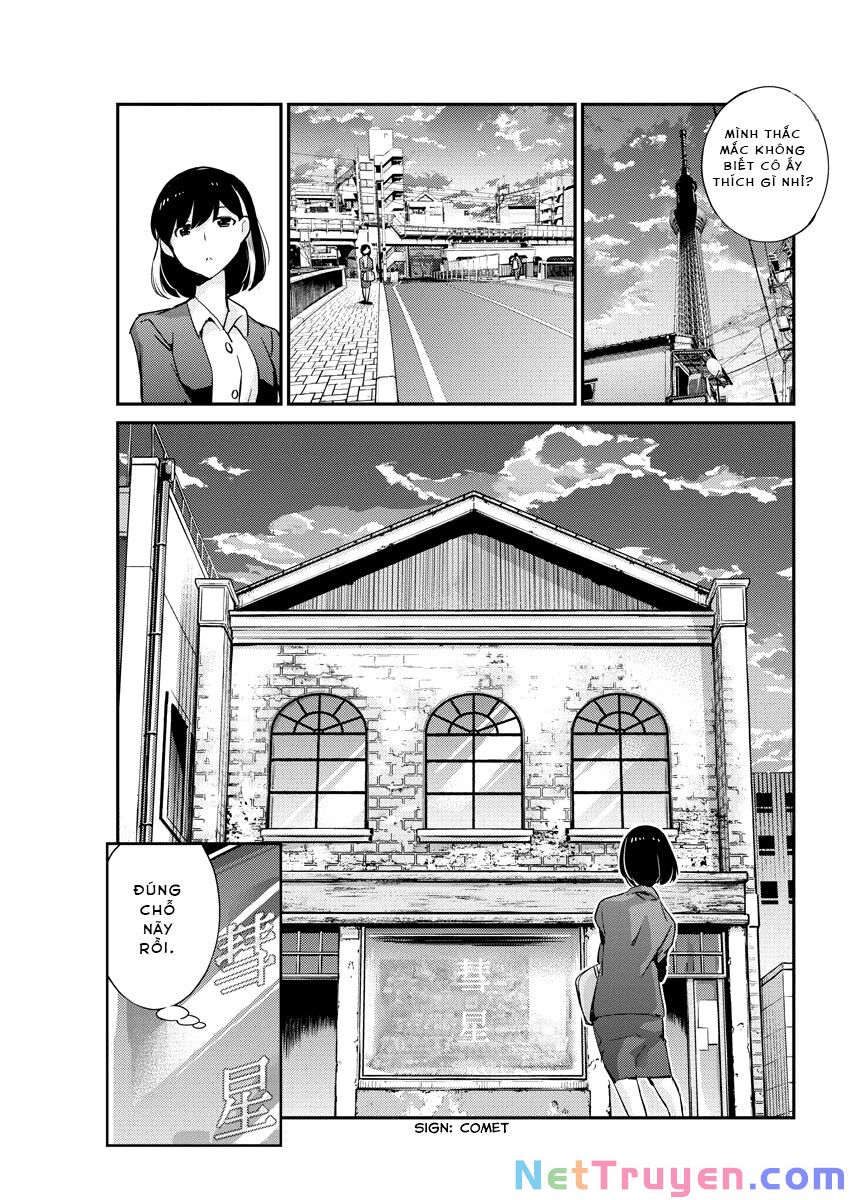 MÌNH THẮC
MẮC KHÔNG
BIẾT CÔ ẤY
THÍCH GÌ NHỈ?
彗星
ĐÚNG
CHỖ
NÃY
RỒI.
彗星
SIGN: COMET
NetTruyen.com